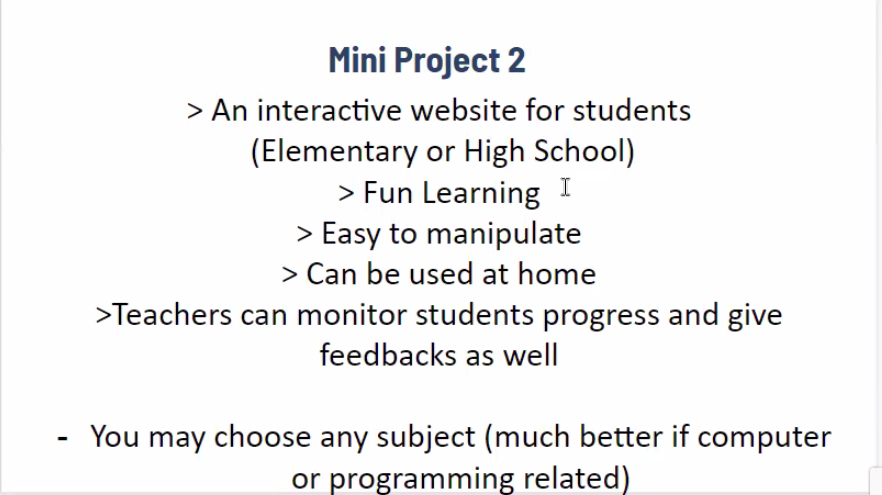 Mini Project 2
> An interactive website for students
(Elementary or High School)
> Fun Learning
> Easy to manipulate
> Can be used at home
>Teachers can monitor students progress and give
feedbacks as well
- You may choose any subject (much better if computer
or programming related)